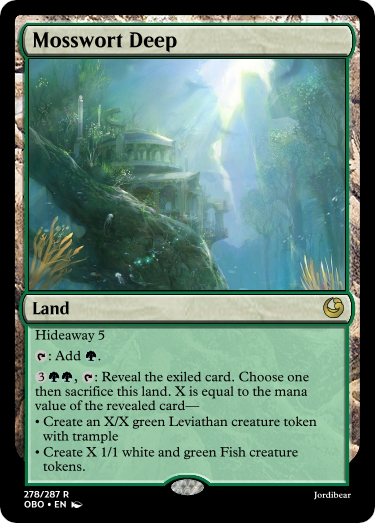 Mosswort Deep
Land
Hideaway 5
: Add .
3, : Reveal the exiled card. Choose one
then sacrifice this land. X is equal to the mana
value of the revealed card—
• Create an X/X green Leviathan creature token
with trample
• Create X 1/1 white and green Fish creature
tokens.
278/287 R
OBO • EN
Jordibear